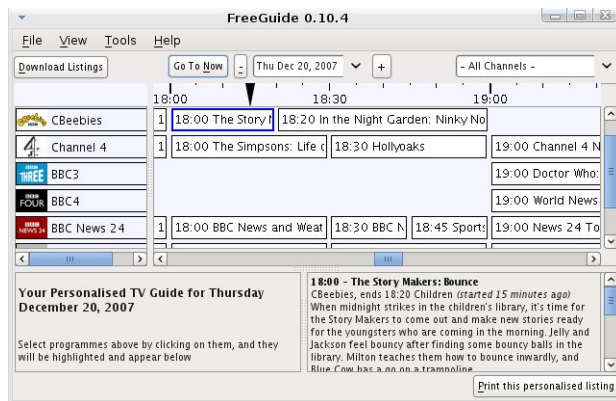 FreeGuide 0.10.4
File View Tools Help
Download Listings Go To Now - Thu Dec 20, 2007 + - All Channels -
18:00 18:30 19:00
CBeebies 1 18:00 The Story M 18:20 In the Night Garden: Ninky No
4 Channel 4 1 18:00 The Simpsons: Life o 18:30 Hollyoaks 19:00 Channel 4 N
BBC THREE BBC3 19:00 Doctor Who:
BBC FOUR BBC4 19:00 World News
BBC NEWS 24 BBC News 24 1 18:00 BBC News and Weat 18:30 BBC N 18:45 Sports 19:00 News 24 To
Your Personalised TV Guide for Thursday
December 20, 2007
Select programmes above by clicking on them, and they
will be highlighted and appear below
18:00 - The Story Makers: Bounce
CBeebies, ends 18:20 Children (started 15 minutes ago)
When midnight strikes in the children's library, it's time for
the Story Makers to come out and make new stories ready
for the youngsters who are coming in the morning. Jelly and
Jackson feel bouncy after finding some bouncy balls in the
library. Milton teaches them how to bounce inwardly, and
Blue Cow has a go on a trampoline.
Print this personalised listing